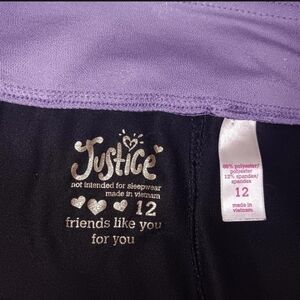 Justice
not intended for sleepwear
made in vietnam
12
friends like you
for you
88% polyester/
polyester
12% spandex/
spandex
12
made in
vietnam